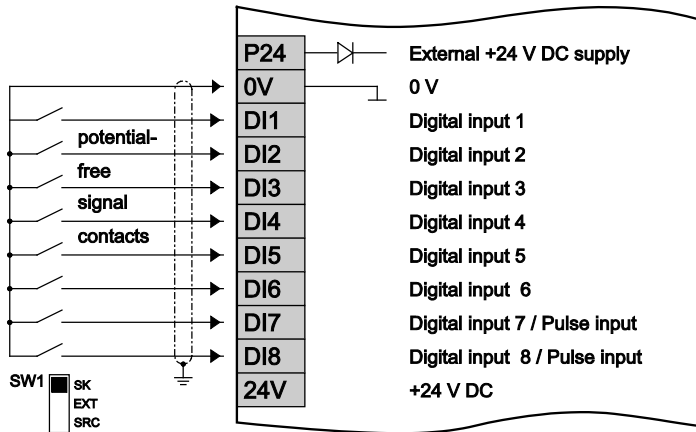 P24 External +24 V DC supply
0V 0 V
DI1 Digital input 1
potential-
DI2 Digital input 2
free
DI3 Digital input 3
signal
DI4 Digital input 4
contacts
DI5 Digital input 5
DI6 Digital input 6
DI7 Digital input 7 / Pulse input
DI8 Digital input 8 / Pulse input
24V +24 V DC
SW1 SK
EXT
SRC